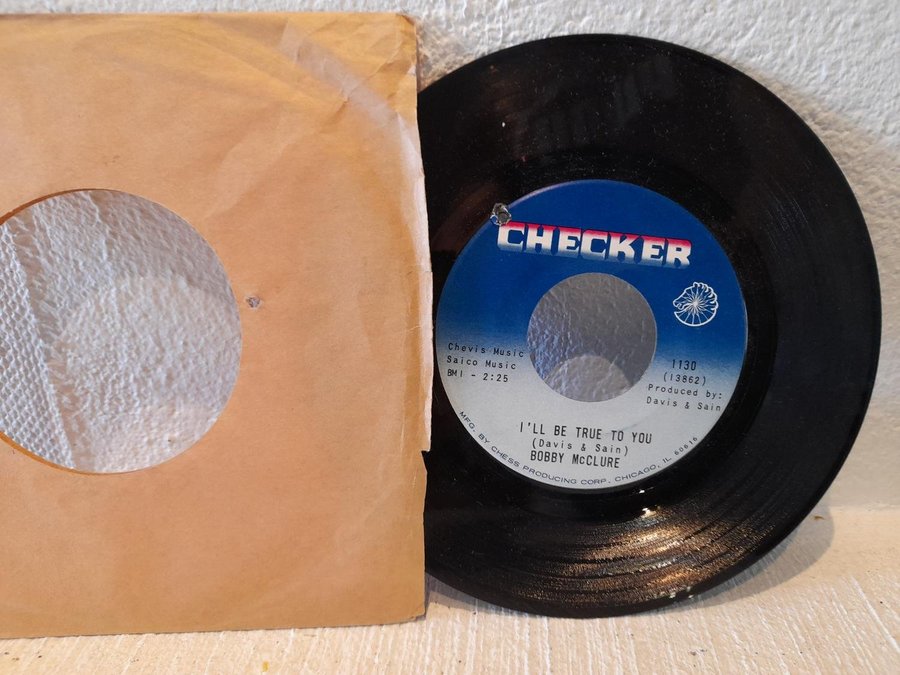 CHECKER
Chevis Music
Saico Music
BMI - 2:25
1130
(13862)
Produced by:
Davis & Sain
I'LL BE TRUE TO YOU
(Davis & Sain)
BOBBY McCLURE
MFG. BY CHESS PRODUCING CORP. CHICAGO, IL 60616